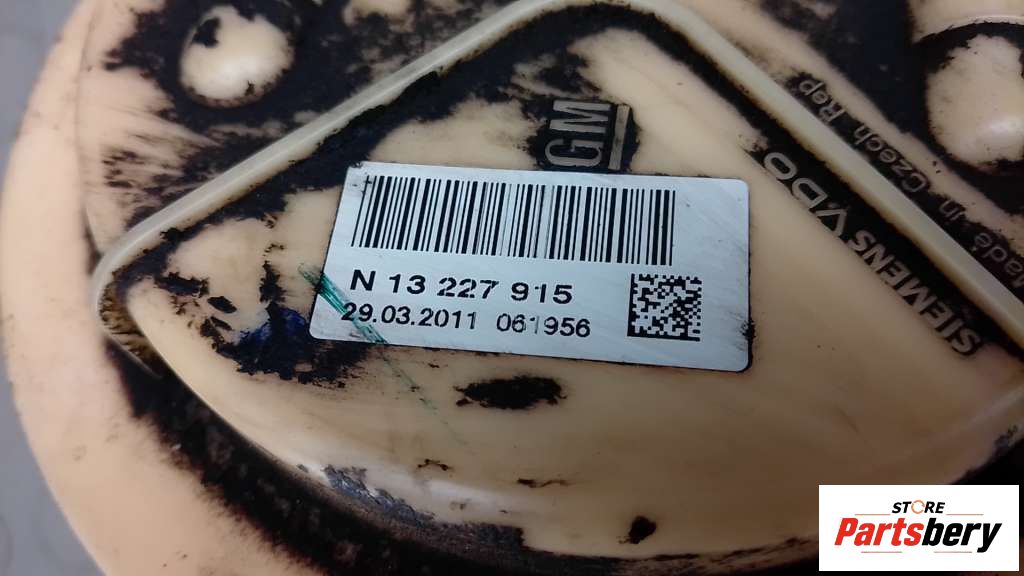 GM
Made in Czech Rep
SIEMENS VDO
N 13 227 915
29.03.2011 061956
STORE
Partsbery